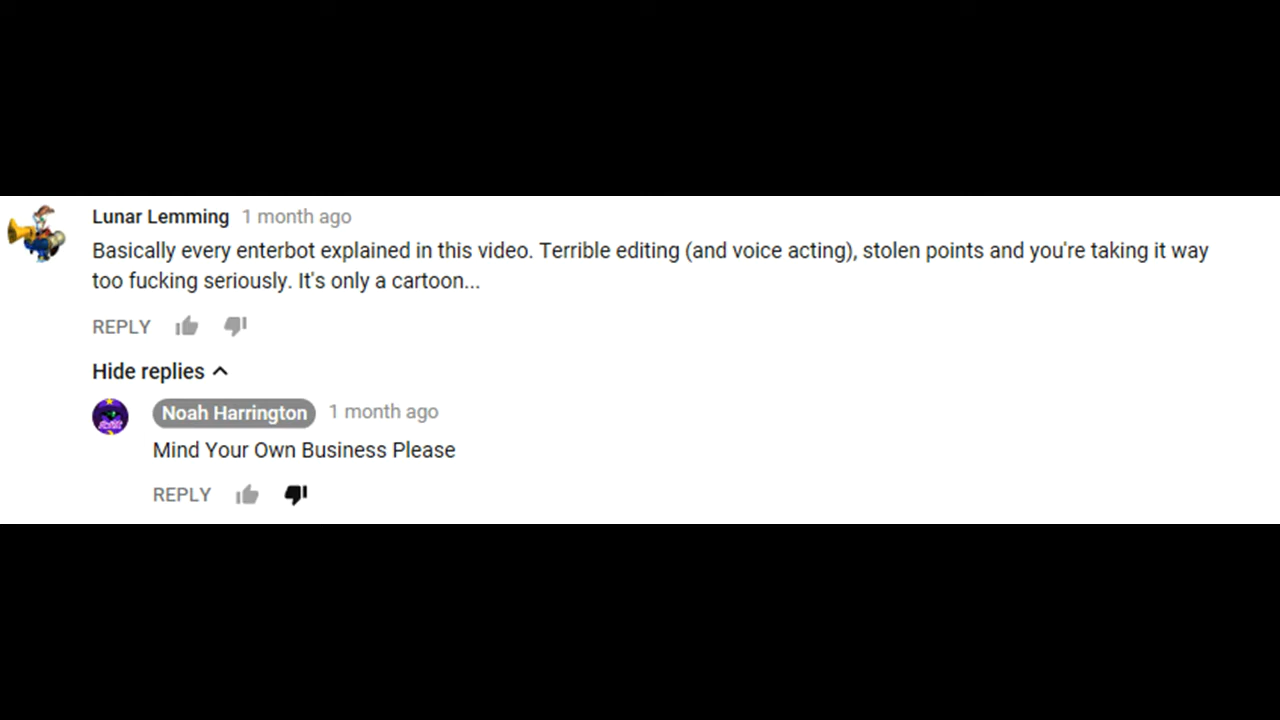 Lunar Lemming 1 month ago
Basically every enterbot explained in this video. Terrible editing (and voice acting), stolen points and you're taking it way
too fucking seriously. It's only a cartoon...
REPLY
Hide replies
Noah Harrington 1 month ago
Mind Your Own Business Please
REPLY